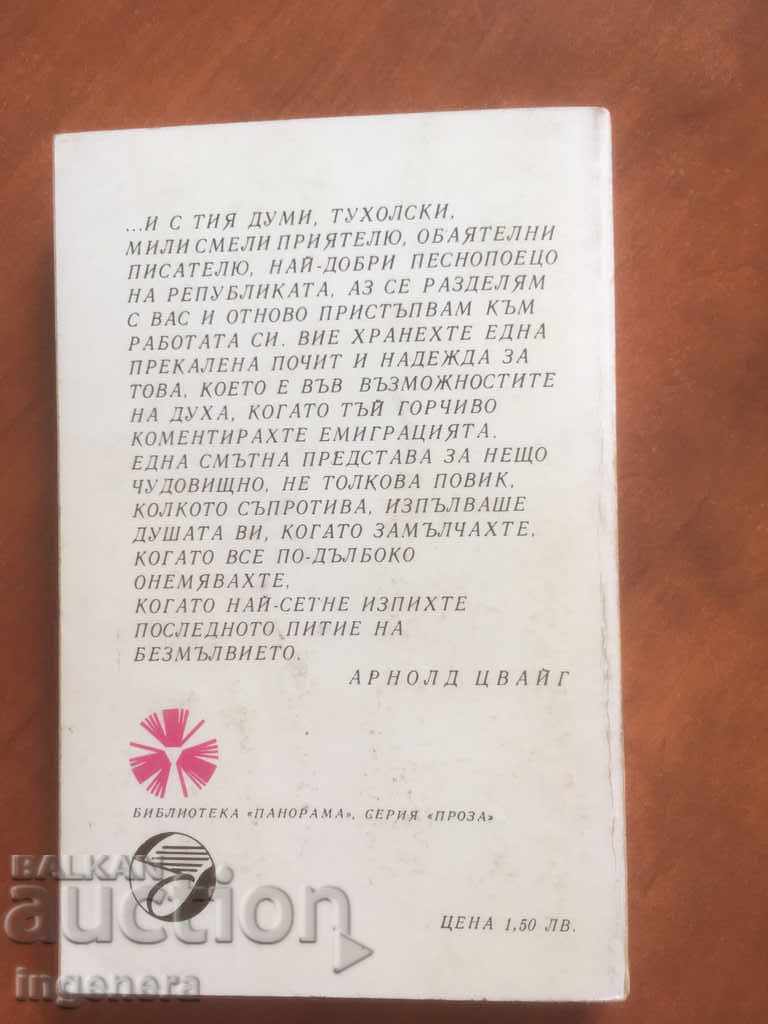 ...И С ТИЯ ДУМИ, ТУХОЛСКИ,
МИЛИ СМЕЛИ ПРИЯТЕЛЮ, ОБАЯТЕЛНИ
ПИСАТЕЛЮ, НАЙ-ДОБРИ ПЕСНОПОЕЦО
НА РЕПУБЛИКАТА, АЗ СЕ РАЗДЕЛЯМ
С ВАС И ОТНОВО ПРИСТЪПВАМ КЪМ
РАБОТАТА СИ. ВИЕ ХРАНЕХТЕ ЕДНА
ПРЕКАЛЕНА ПОЧИТ И НАДЕЖДА ЗА
ТОВА, КОЕТО Е ВЪВ ВЪЗМОЖНОСТИТЕ
НА ДУХА, КОГАТО ТЪЙ ГОРЧИВО
КОМЕНТИРАХТЕ ЕМИГРАЦИЯТА.
ЕДНА СМЪТНА ПРЕДСТАВА ЗА НЕЩО
ЧУДОВИЩНО, НЕ ТОЛКОВА ПОВИК,
КОЛКОТО СЪПРОТИВА, ИЗПЪЛВАШЕ
ДУШАТА ВИ, КОГАТО ЗАМЪЛЧАХТЕ,
КОГАТО ВСЕ ПО-ДЪЛБОКО
ОНЕМЯВАХТЕ,
КОГАТО НАЙ-СЕТНЕ ИЗПИХТЕ
ПОСЛЕДНОТО ПИТИЕ НА
БЕЗМЪЛВИЕТО.
АРНОЛД ЦВАЙГ
БИБЛИОТЕКА «ПАНОРАМА», СЕРИЯ «ПРОЗА»
BALKAN
auction
ЦЕНА 1,50 ЛВ.
ingenera